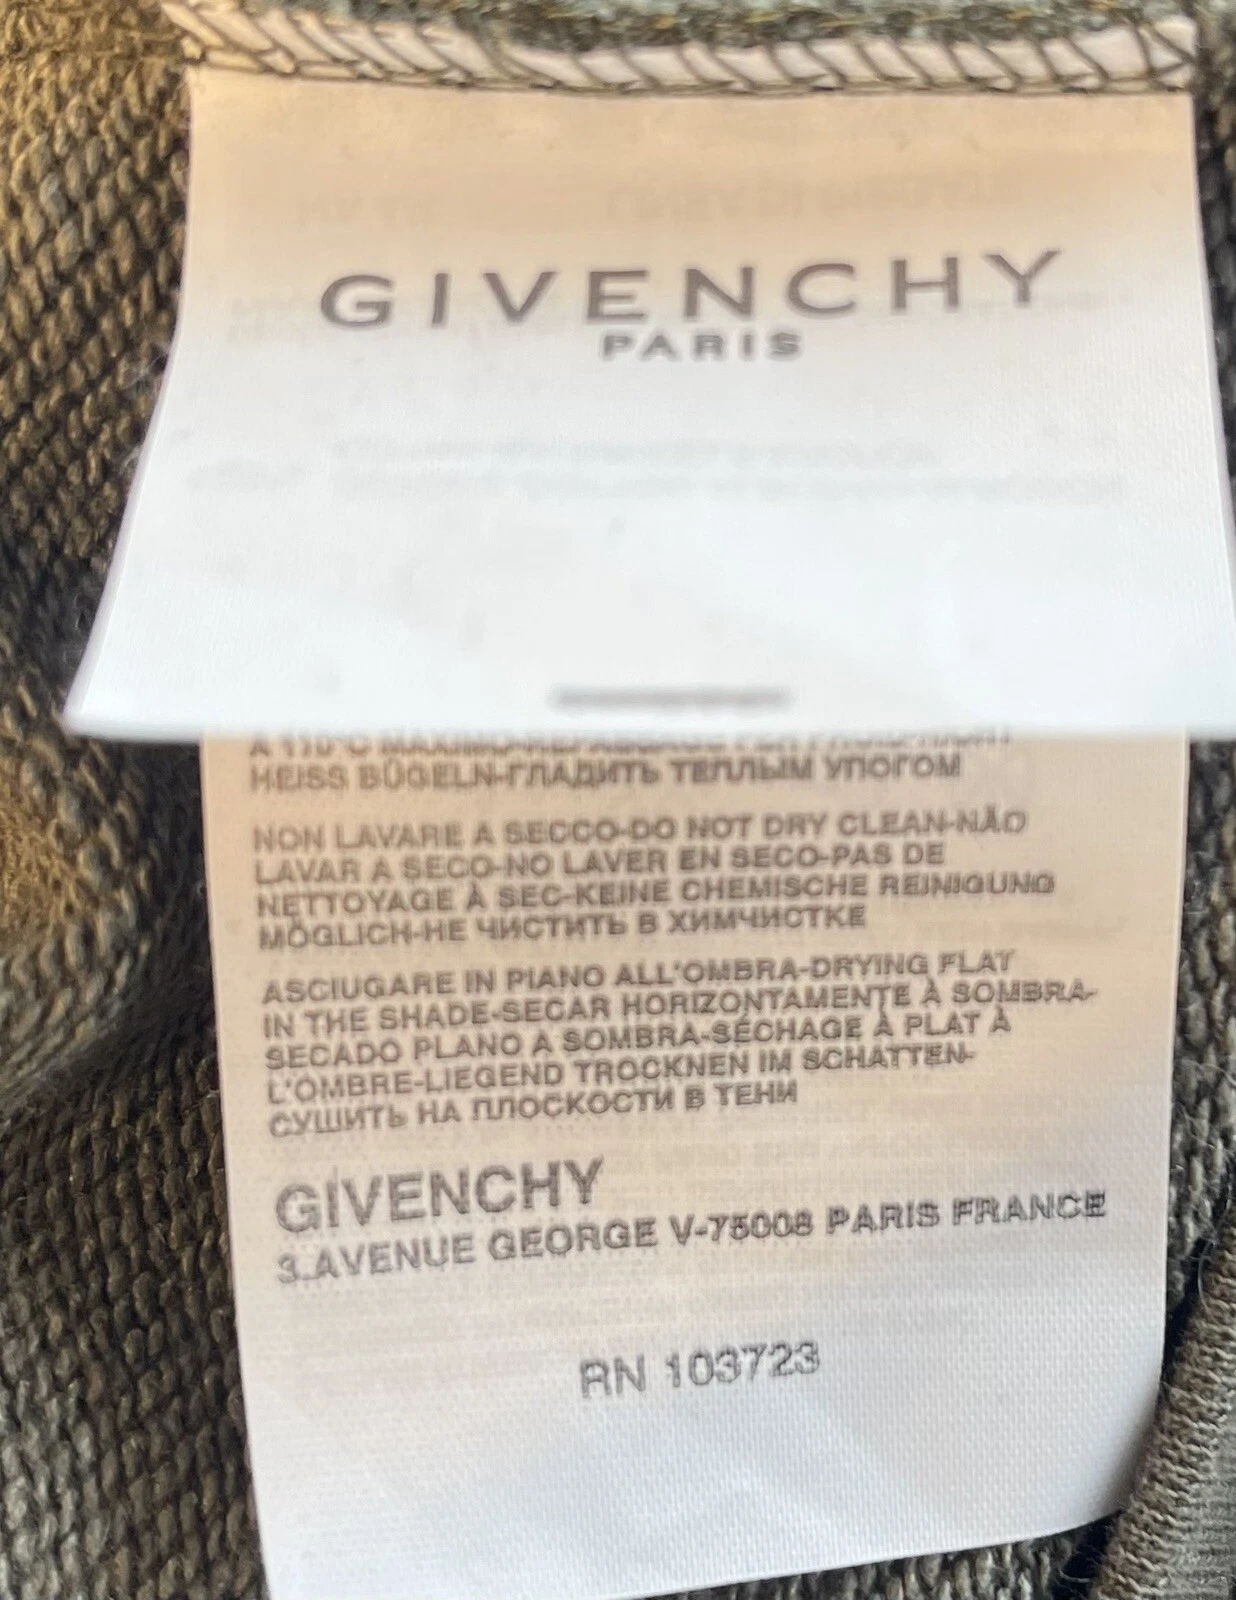 GIVENCHY
PARIS
HEISS BÜGELN-ГЛАДИТЬ ТЕПЛЫМ УТЮГОМ
NON LAVARE A SECCO-DO NOT DRY CLEAN-NÃO
LAVAR A SECO-NO LAVER EN SECO-PAS DE
NETTOYAGE À SEC-KEINE CHEMISCHE REINIGUNG
MÖGLICH-НЕ ЧИСТИТЬ В ХИМЧИСТКЕ
ASCIUGARE IN PIANO ALL'OMBRA-DRYING FLAT
IN THE SHADE-SECAR HORIZONTAMENTE À SOMBRA-
SECADO PLANO A SOMBRA-SÉCHAGE À PLAT À
L'OMBRE-LIEGEND TROCKNEN IM SCHATTEN-
СУШИТЬ НА ПЛОСКОСТИ В ТЕНИ
GIVENCHY
3.AVENUE GEORGE V-75008 PARIS FRANCE
RN 103723